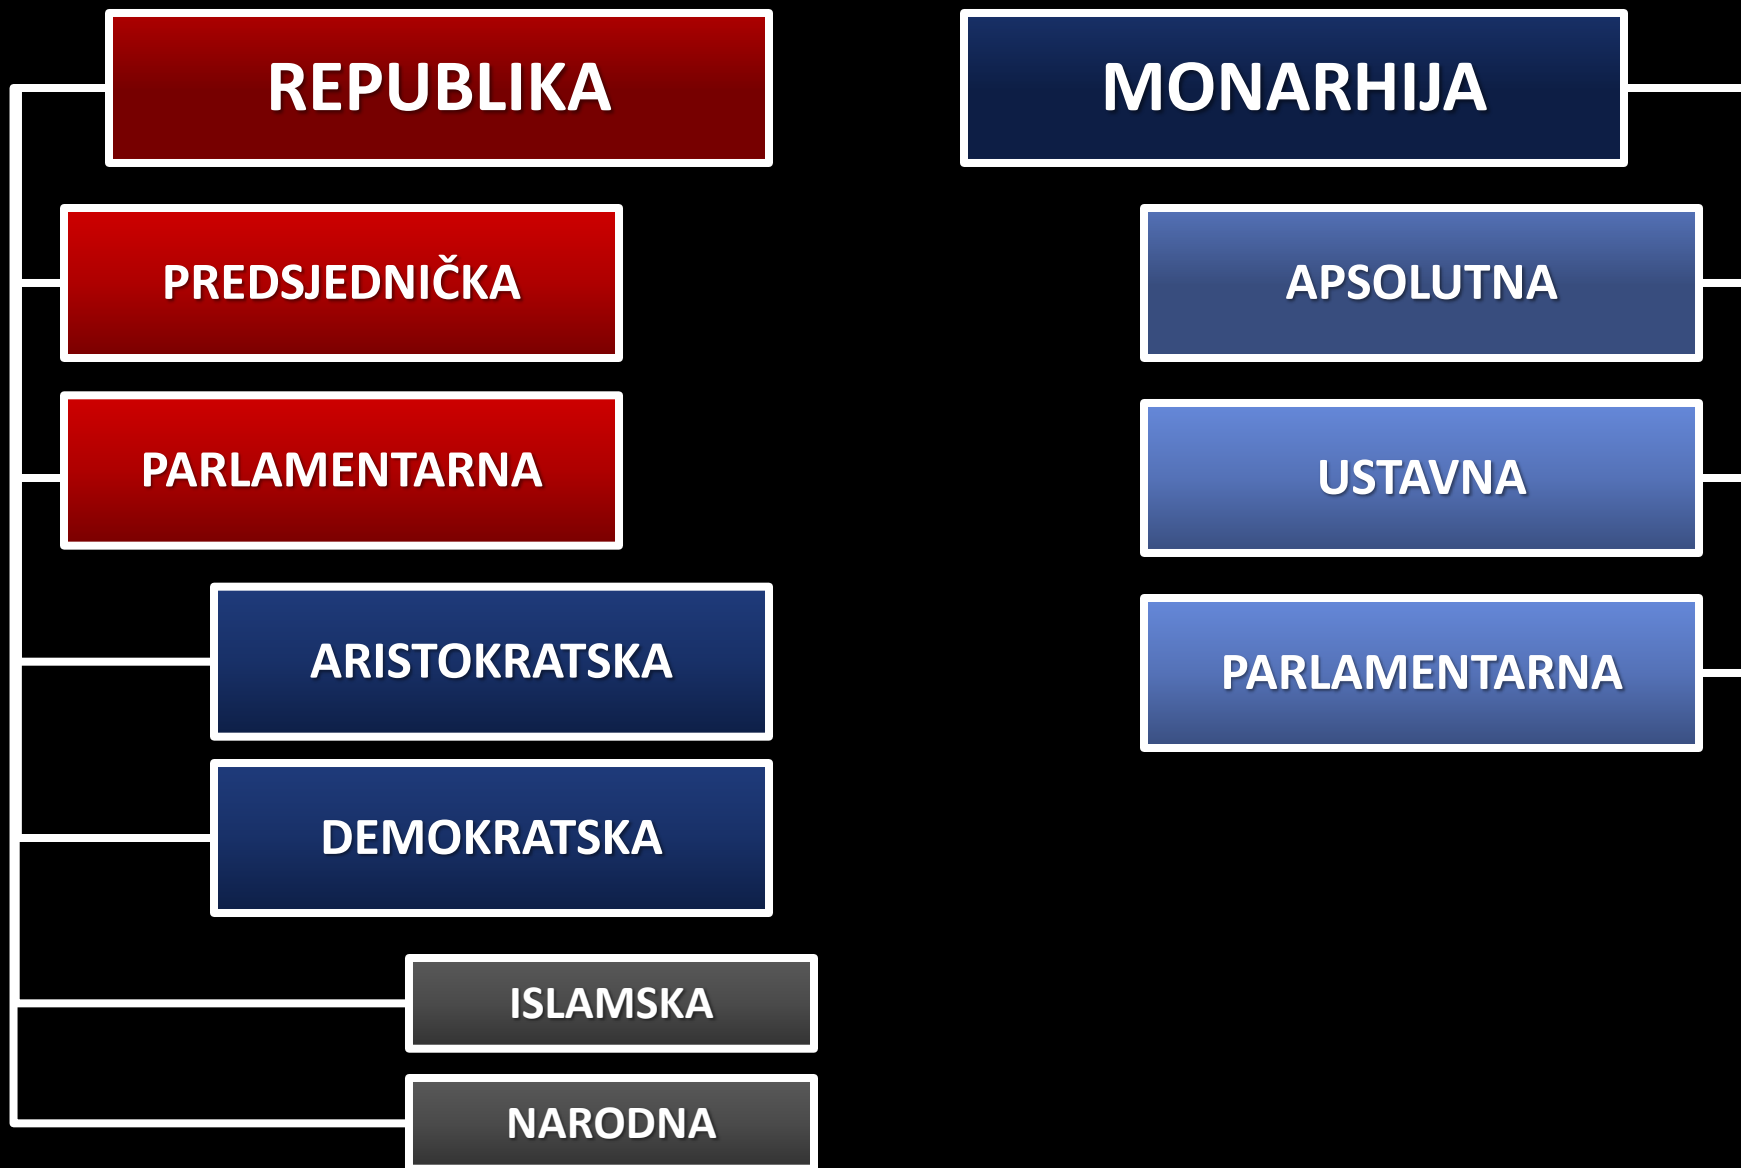 REPUBLIKA
PREDSJEDNIČKA
PARLAMENTARNA
ARISTOKRATSKA
DEMOKRATSKA
ISLAMSKA
NARODNA
MONARHIJA
APSOLUTNA
USTAVNA
PARLAMENTARNA